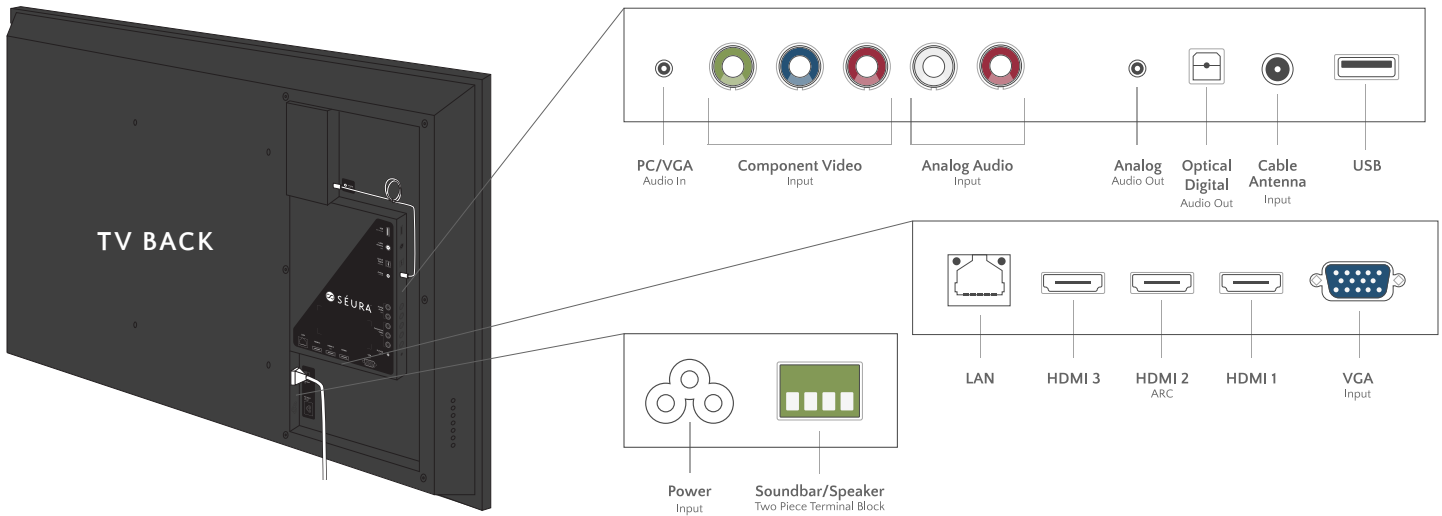 TV BACK
SÉURA
PC/VGA
Audio In
Component Video
Input
Analog Audio
Input
Analog
Audio Out
Optical
Digital
Audio Out
Cable
Antenna
Input
USB
LAN
HDMI 3
HDMI 2
ARC
HDMI 1
VGA
Input
Power
Input
Soundbar/Speaker
Two Piece Terminal Block